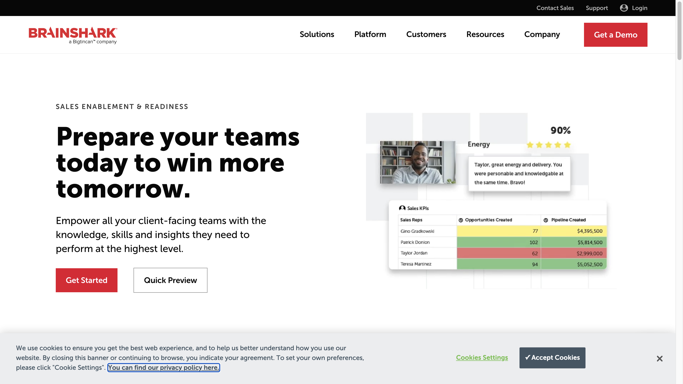 Contact Sales Support Login
BRAINSHARK
a Bigtincan™ company
Solutions Platform Customers Resources Company Get a Demo
SALES ENABLEMENT & READINESS
Prepare your teams
today to win more
tomorrow.
Empower all your client-facing teams with the
knowledge, skills and insights they need to
perform at the highest level.
Get Started Quick Preview
90%
Energy
Taylor, great energy and delivery. You
were personable and knowledgable at
the same time. Bravo!
Sales KPIs
Sales Reps Opportunities Created Pipeline Created
Gino Gradkowski 77 $4,395,500
Patrick Doiron 102 $5,814,500
Taylor Jordan 62 $2,999,000
Teresa Martinez 94 $5,052,500
We use cookies to ensure you get the best web experience, and to help us better understand how you use our
website. By closing this banner or continuing to browse, you indicate your agreement. To set your own preferences,
please click "Cookie Settings". You can find our privacy policy here.
Cookies Settings ✓Accept Cookies